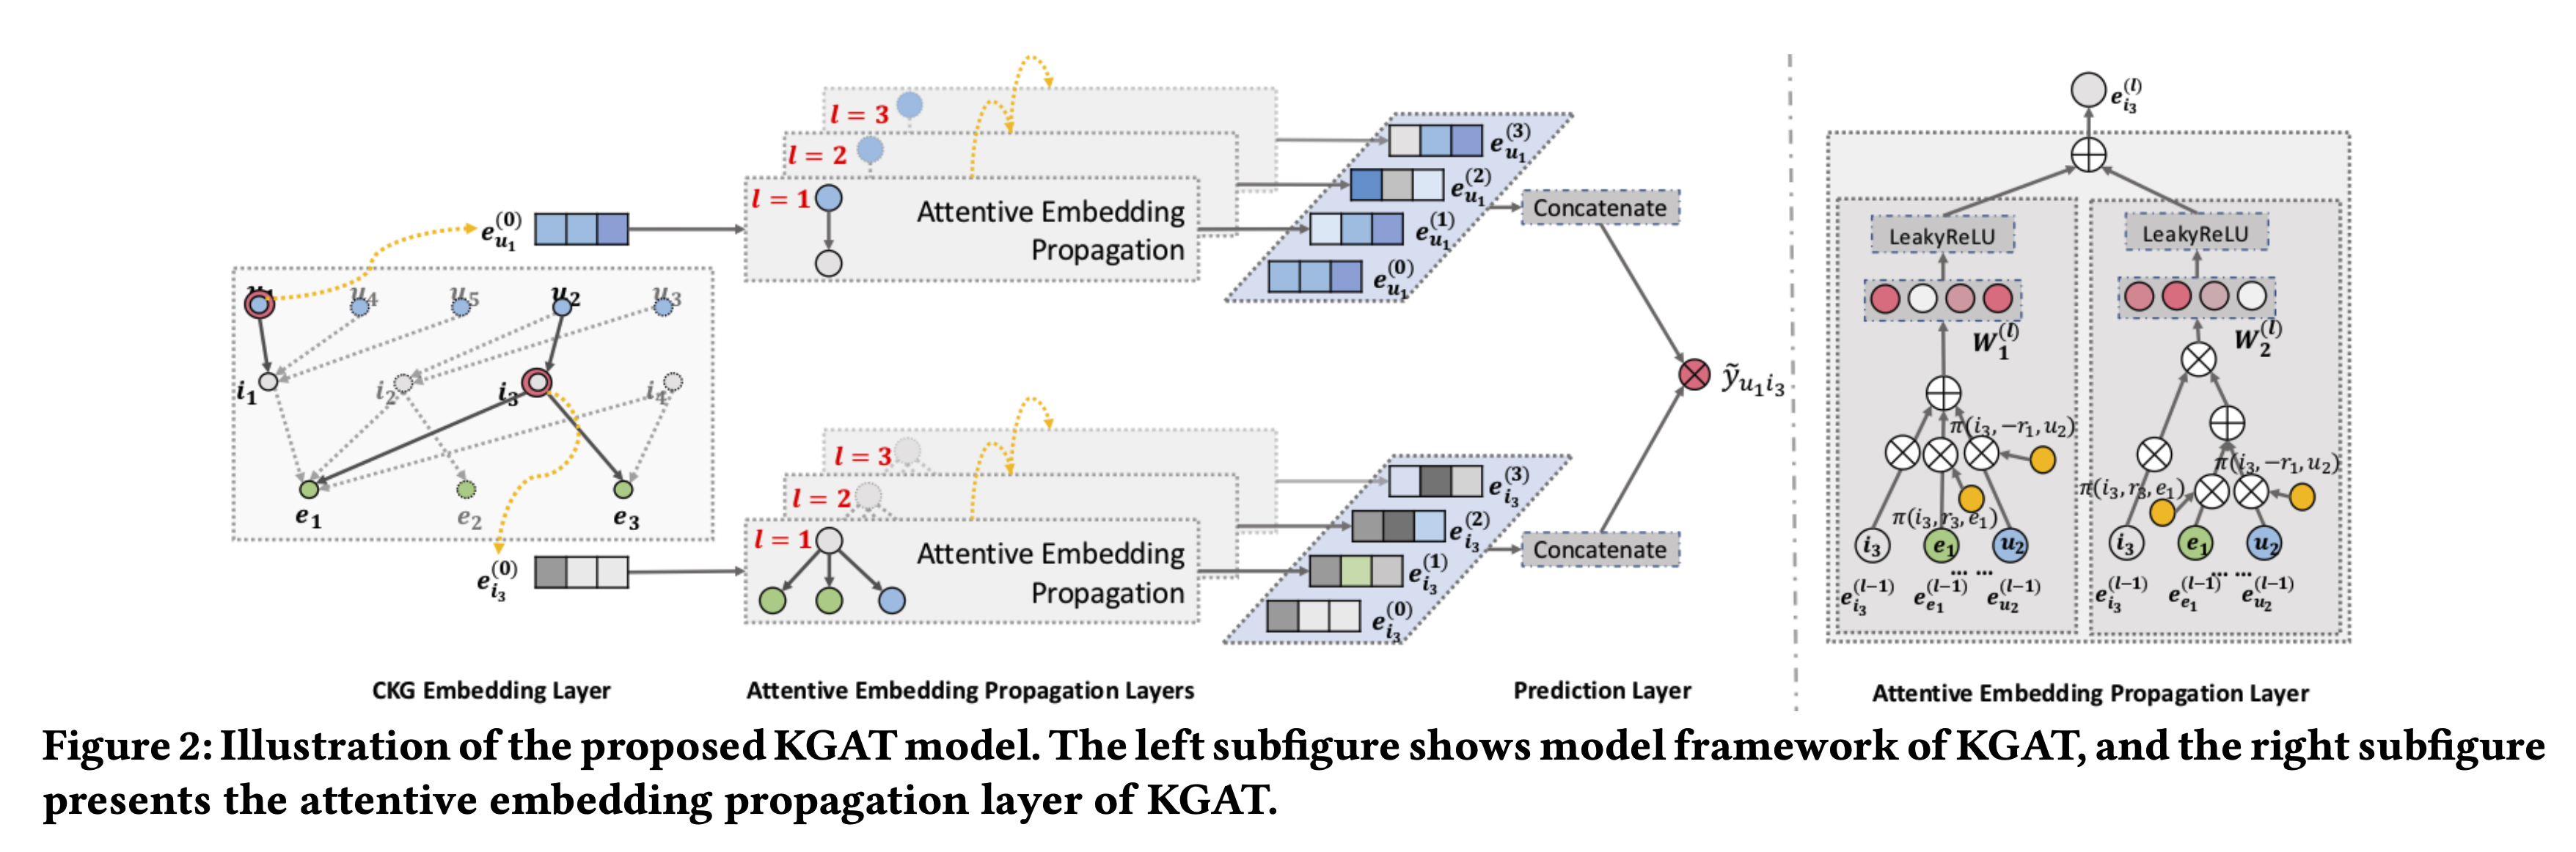 l = 3
l = 2
l = 1
Attentive Embedding
Propagation
e_{u_1}^{(0)}
e_{u_1}^{(3)}
e_{u_1}^{(2)}
e_{u_1}^{(1)}
e_{u_1}^{(0)}
Concatenate
u_1 u_4 u_5 u_2 u_3
i_1 i_2 i_3 i_4
e_1 e_2 e_3
e_{i_3}^{(0)}
l = 3
l = 2
l = 1
Attentive Embedding
Propagation
e_{i_3}^{(3)}
e_{i_3}^{(2)}
e_{i_3}^{(1)}
e_{i_3}^{(0)}
Concatenate
ỹ_{u_1 i_3}
CKG Embedding Layer
Attentive Embedding Propagation Layers
Prediction Layer
e_{i_3}^{(l)}
LeakyReLU
W_1^{(l)}
π(i_3, −r_1, u_2)
π(i_3, r_3, e_1)
i_3 e_1 u_2
... ...
e_{i_3}^{(l−1)} e_{e_1}^{(l−1)} e_{u_2}^{(l−1)}
LeakyReLU
W_2^{(l)}
π(i_3, −r_1, u_2)
π(i_3, r_3, e_1)
i_3 e_1 u_2
... ...
e_{i_3}^{(l−1)} e_{e_1}^{(l−1)} e_{u_2}^{(l−1)}
Attentive Embedding Propagation Layer
Figure 2: Illustration of the proposed KGAT model. The left subfigure shows model framework of KGAT, and the right subfigure
presents the attentive embedding propagation layer of KGAT.